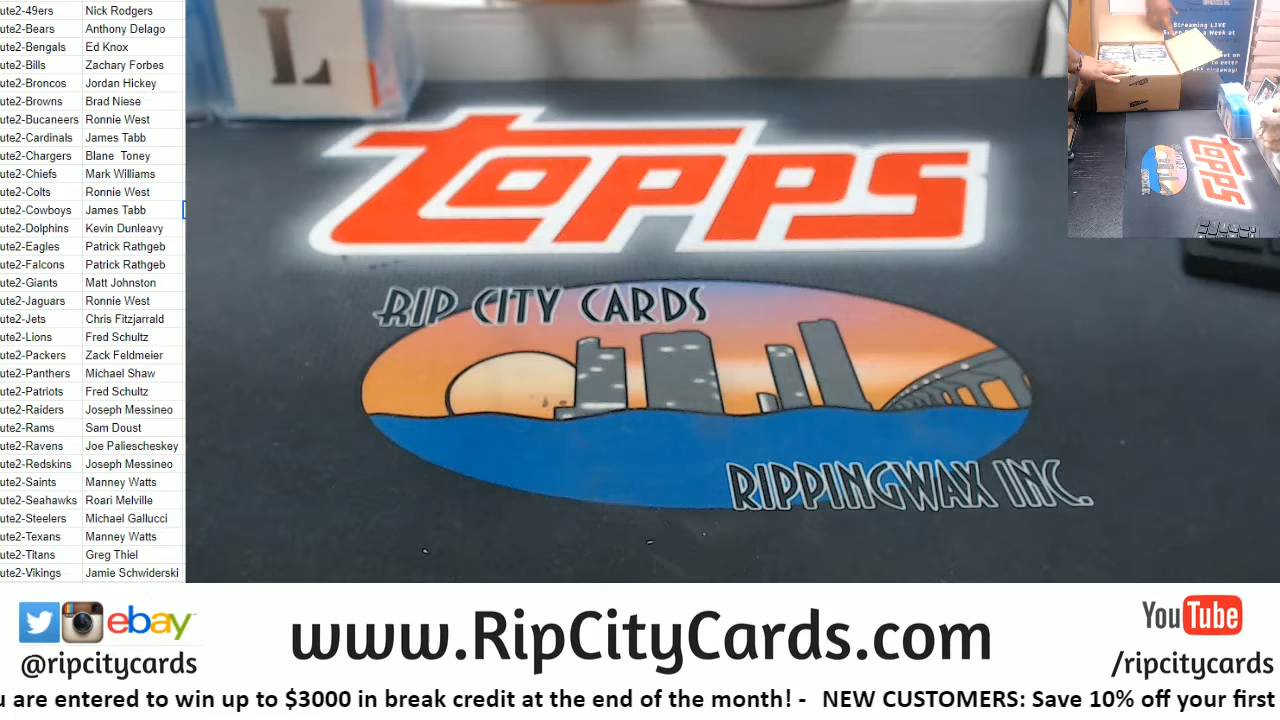 ute2-49ers Nick Rodgers
ute2-Bears Anthony Delago
ute2-Bengals Ed Knox
ute2-Bills Zachary Forbes
ute2-Broncos Jordan Hickey
ute2-Browns Brad Niese
ute2-Bucaneers Ronnie West
ute2-Cardinals James Tabb
ute2-Chargers Blane Toney
ute2-Chiefs Mark Williams
ute2-Colts Ronnie West
ute2-Cowboys James Tabb
ute2-Dolphins Kevin Dunleavy
ute2-Eagles Patrick Rathgeb
ute2-Falcons Patrick Rathgeb
ute2-Giants Matt Johnston
ute2-Jaguars Ronnie West
ute2-Jets Chris Fitzjarrald
ute2-Lions Fred Schultz
ute2-Packers Zack Feldmeier
ute2-Panthers Michael Shaw
ute2-Patriots Fred Schultz
ute2-Raiders Joseph Messineo
ute2-Rams Sam Doust
ute2-Ravens Joe Paliescheskey
ute2-Redskins Joseph Messineo
ute2-Saints Manney Watts
ute2-Seahawks Roari Melville
ute2-Steelers Michael Gallucci
ute2-Texans Manney Watts
ute2-Titans Greg Thiel
ute2-Vikings Jamie Schwiderski
L
Topps
RIP CITY CARDS
RIPPINGWAX INC.
Streaming LIVE
Topps
ebay
@ripcitycards
www.RipCityCards.com
YouTube
/ripcitycards
u are entered to win up to $3000 in break credit at the end of the month! - NEW CUSTOMERS: Save 10% off your first